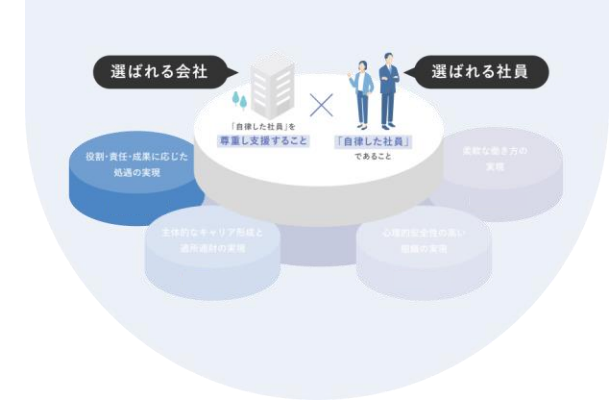 選ばれる会社
選ばれる社員
「自律した社員」を
尊重し支援すること
「自律した社員」
であること
役割・責任・成果に応じた
処遇の実現
柔軟な働き方の
実現
主体的なキャリア形成と
適所適財の実現
心理的安全性の高い
組織の実現